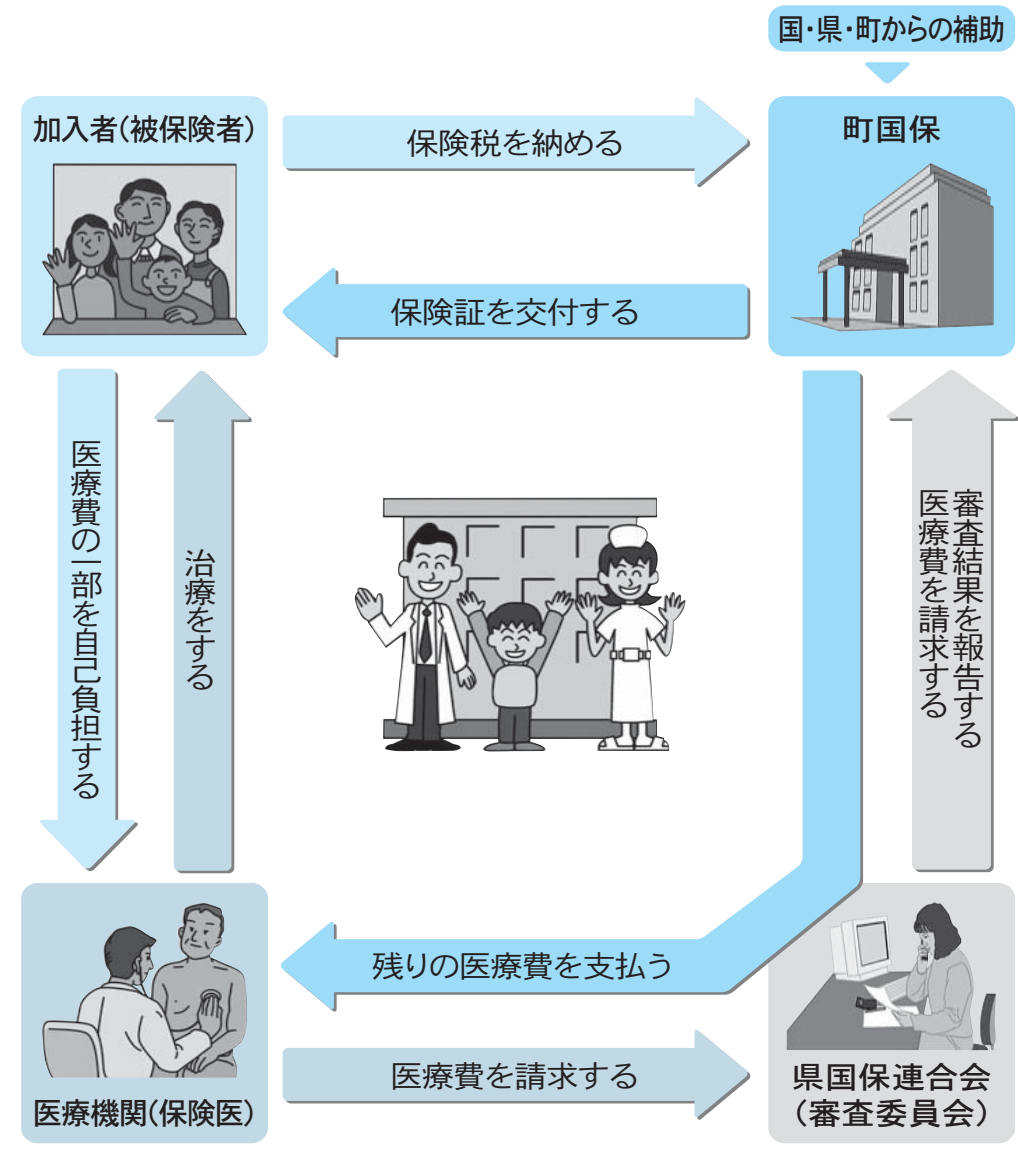 国・県・町からの補助
加入者(被保険者)
保険税を納める
町国保
保険証を交付する
医療費の一部を自己負担する
治療をする
審査結果を報告する
医療費を請求する
残りの医療費を支払う
医療費を請求する
医療機関(保険医)
県国保連合会
(審査委員会)